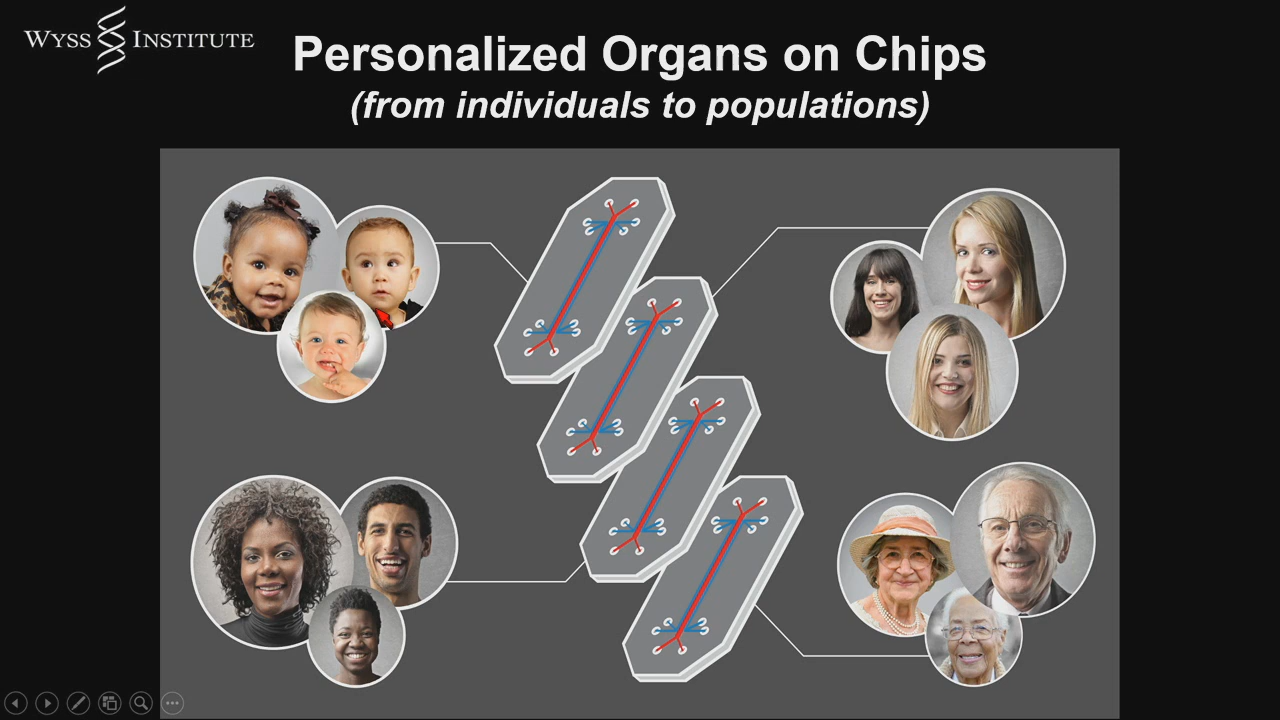 WYSS INSTITUTE
Personalized Organs on Chips
(from individuals to populations)